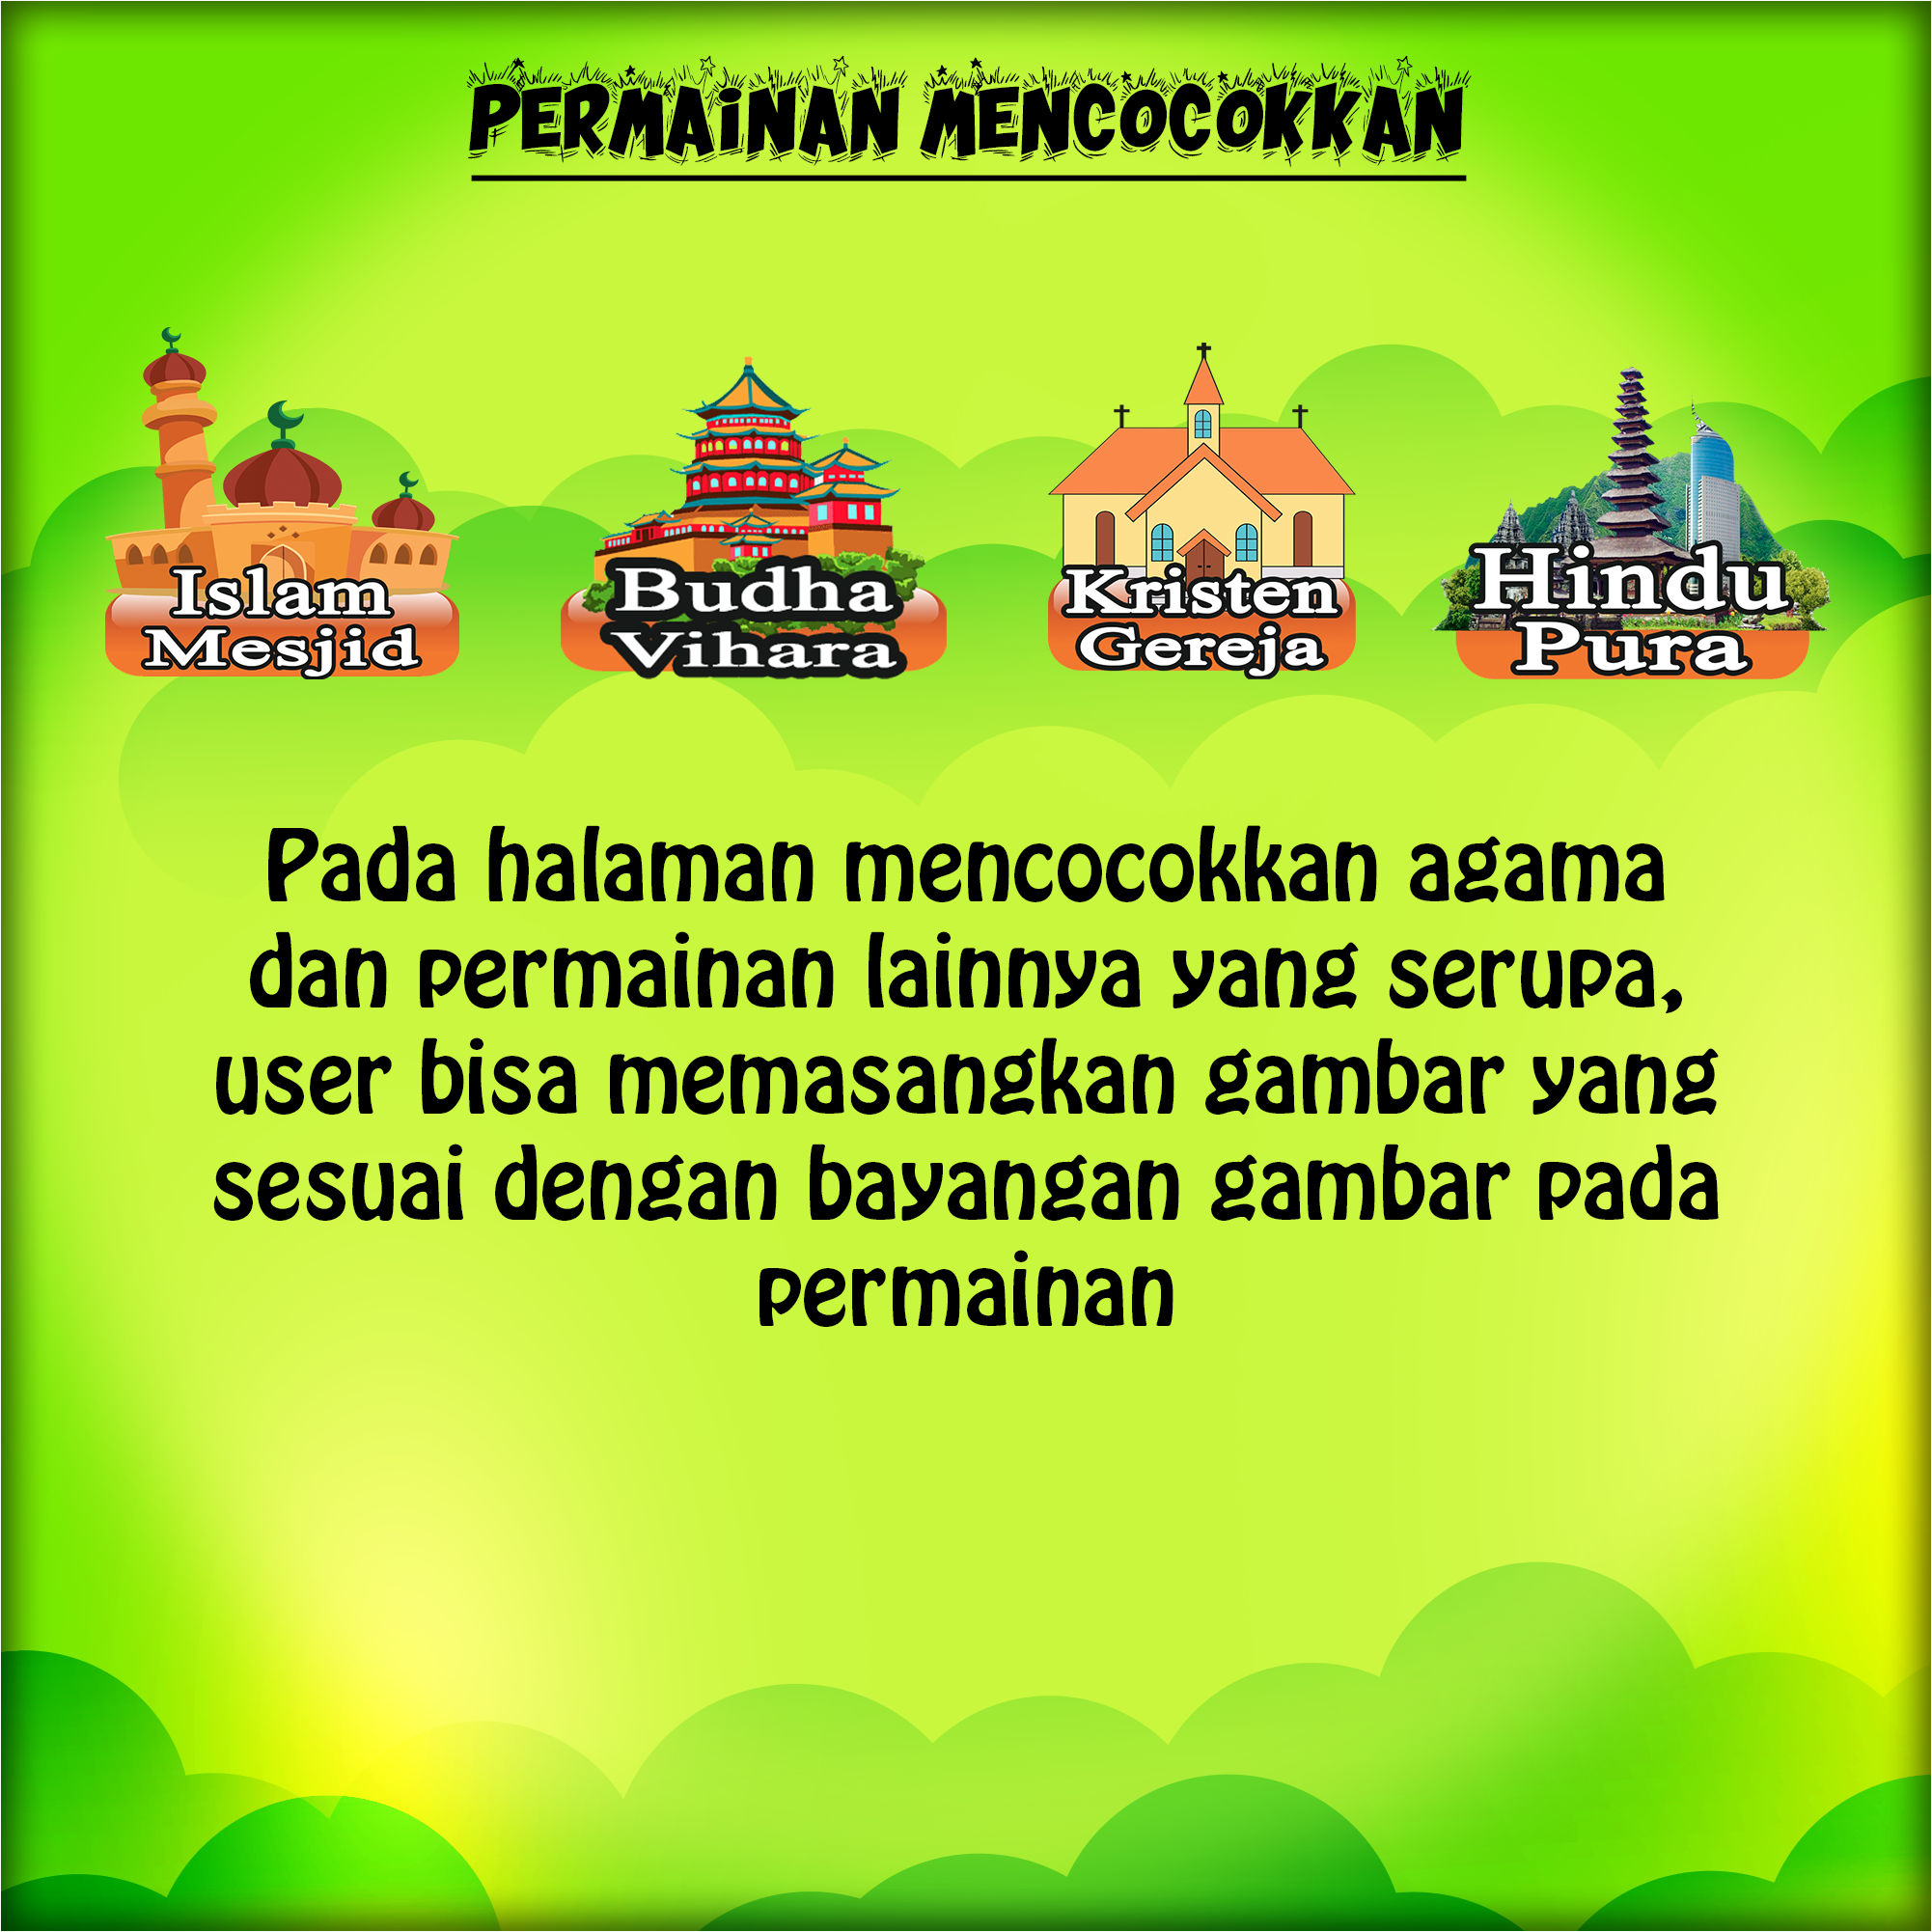 PERMAiNAN MENCOCOKKAN
Islam
Mesjid
Budha
Vihara
Kristen
Gereja
Hindu
Pura
Pada halaman mencocokkan agama
dan permainan lainnya yang serupa,
user bisa memasangkan gambar yang
sesuai dengan bayangan gambar pada
permainan